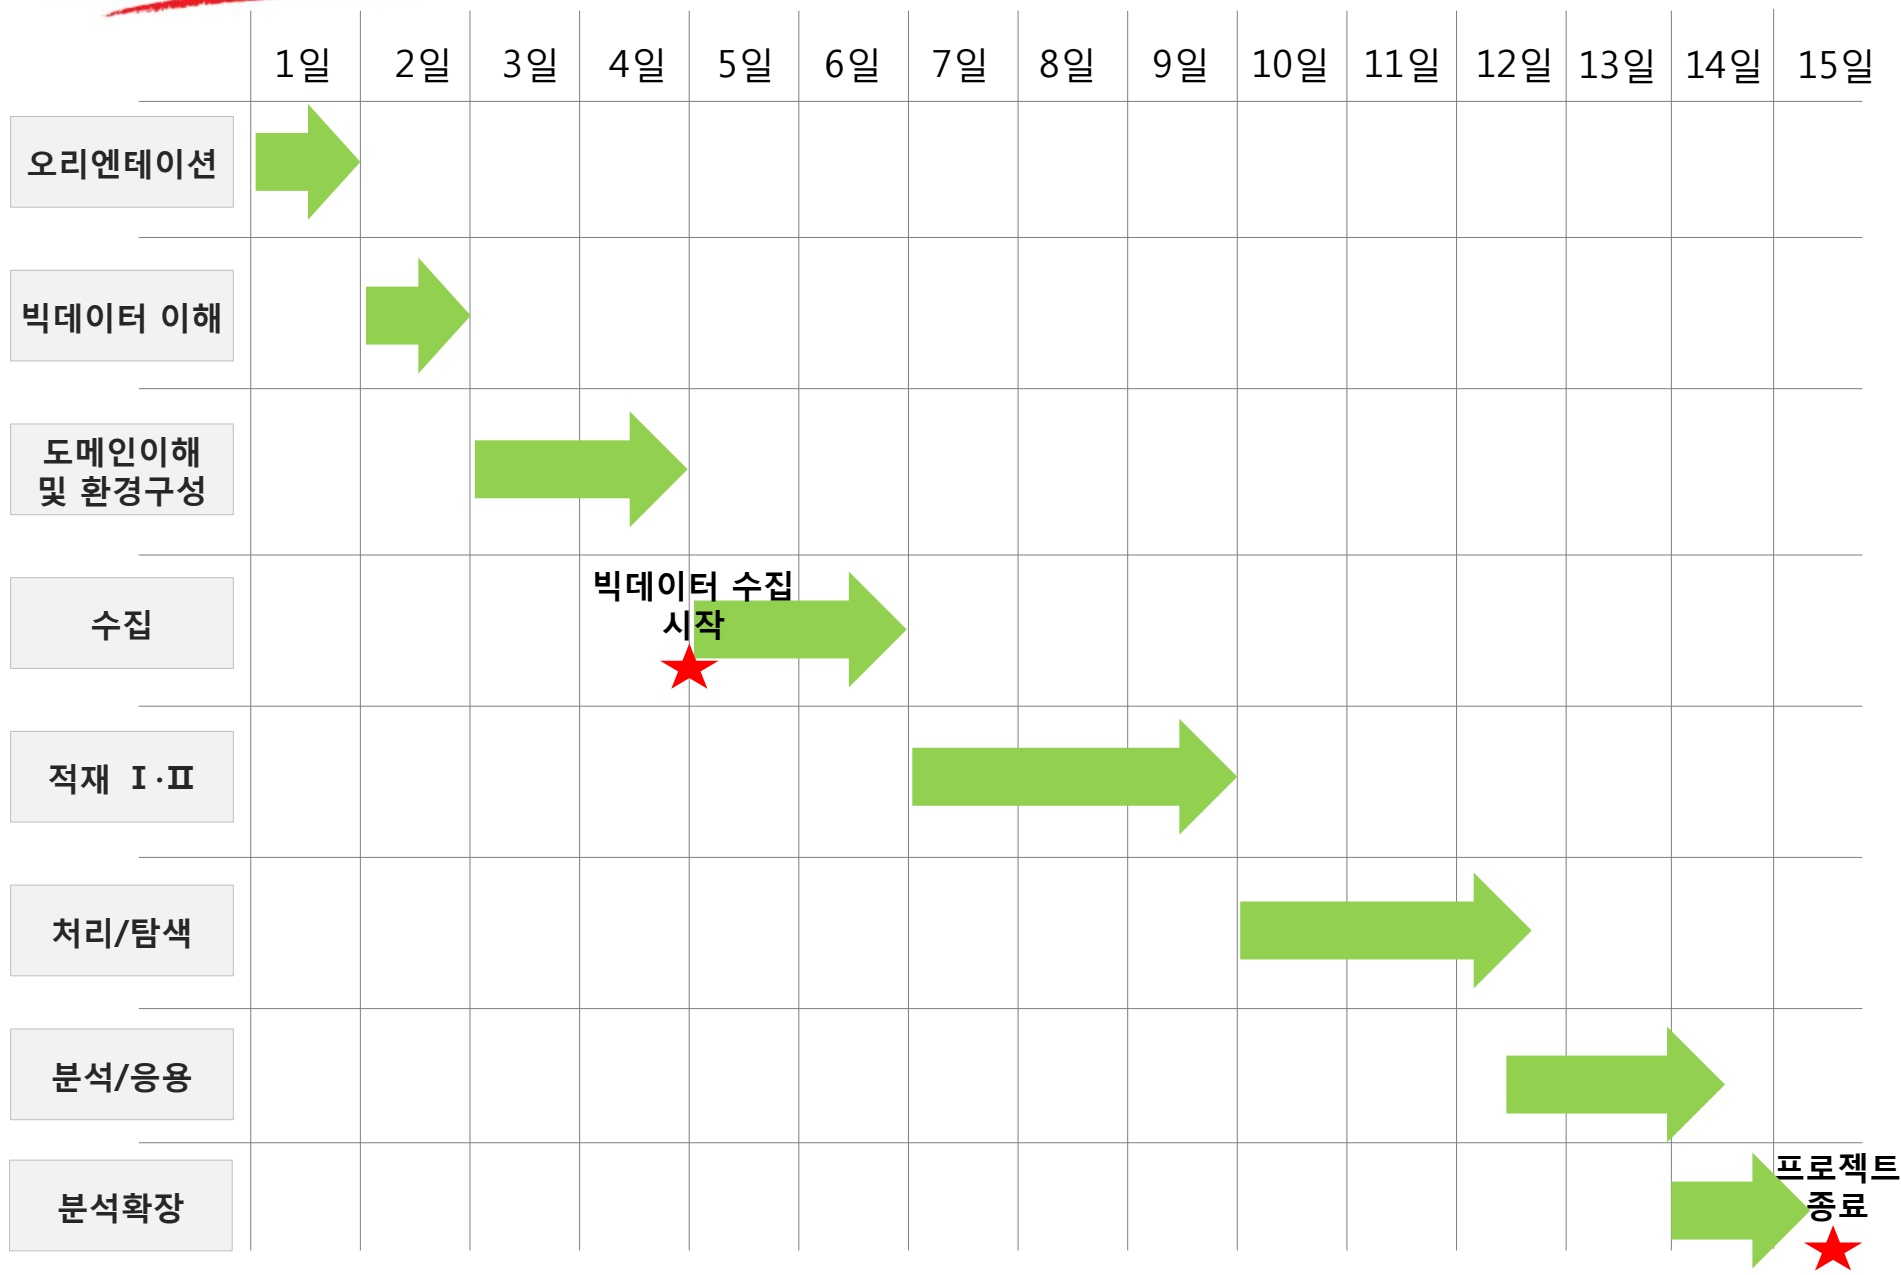 1일 2일 3일 4일 5일 6일 7일 8일 9일 10일 11일 12일 13일 14일 15일
오리엔테이션
빅데이터 이해
도메인이해
및 환경구성
빅데이터 수집
시작
수집
적재 Ⅰ·Ⅱ
처리/탐색
분석/응용
프로젝트
종료
분석확장